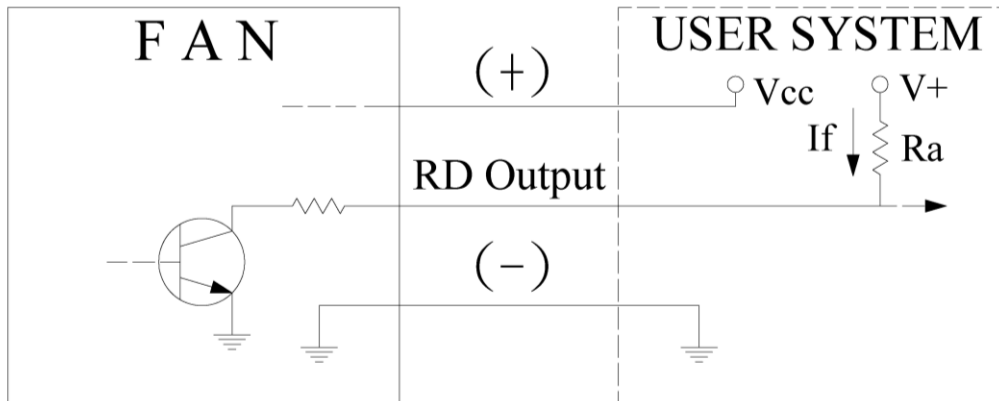 F A N
USER SYSTEM
(+)
Vcc
V+
If
Ra
RD Output
(-)